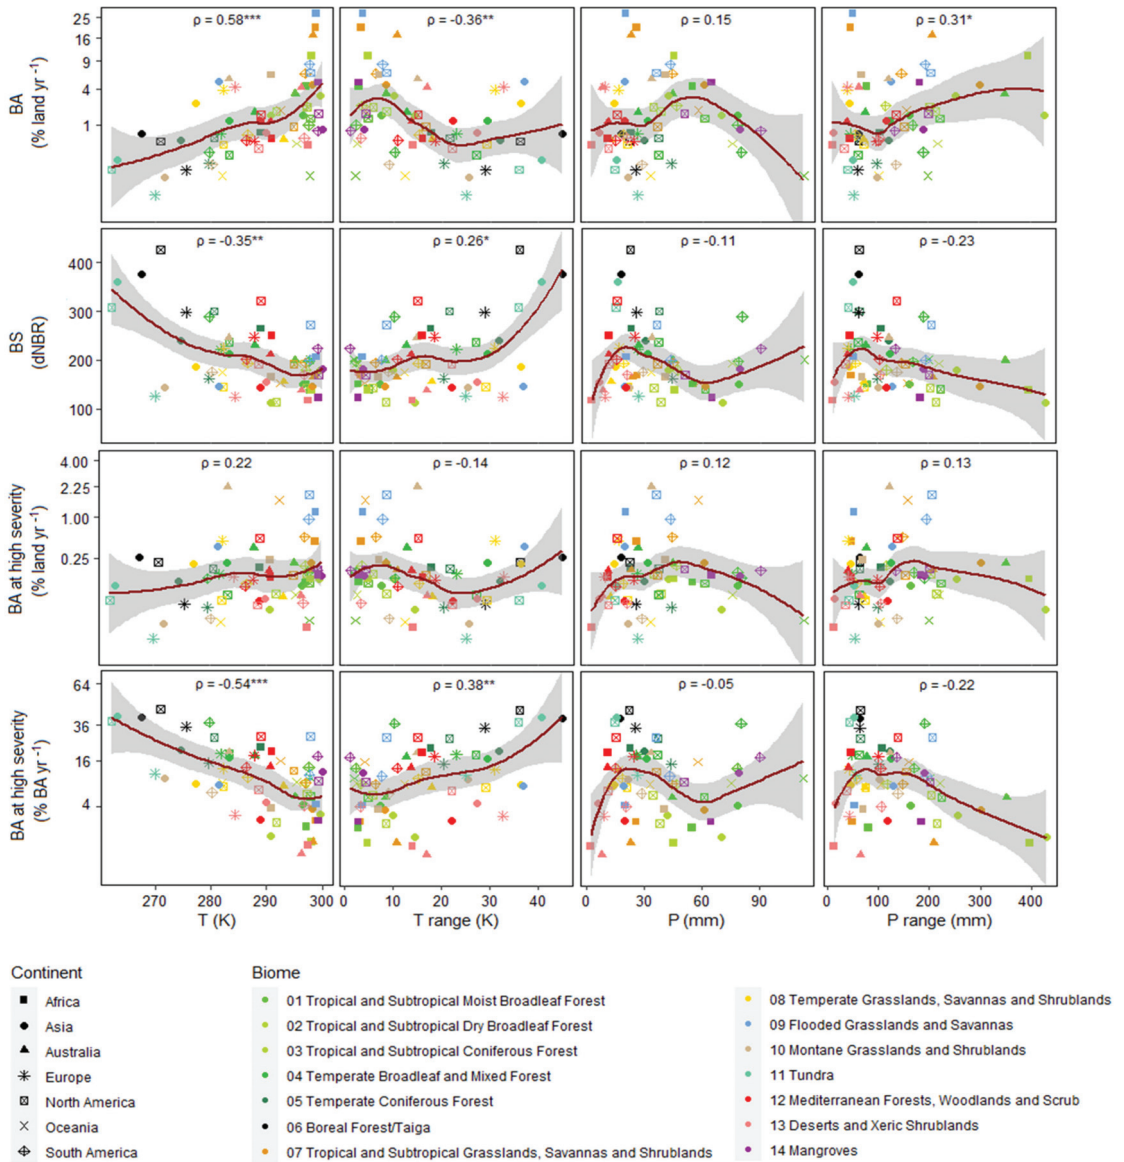 ρ = 0.58***
ρ = -0.36**
ρ = 0.15
ρ = 0.31*
25
16
9
4
1
BA
(% land yr -1)
ρ = -0.35**
ρ = 0.26*
ρ = -0.11
ρ = -0.23
400
300
200
100
BS
(dNBR)
ρ = 0.22
ρ = -0.14
ρ = 0.12
ρ = 0.13
4.00
2.25
1.00
0.25
BA at high severity
(% land yr -1)
ρ = -0.54***
ρ = 0.38**
ρ = -0.05
ρ = -0.22
64
36
16
4
BA at high severity
(% BA yr -1)
270 280 290 300
0 10 20 30 40
0 30 60 90
0 100 200 300 400
T (K)
T range (K)
P (mm)
P range (mm)
Continent
Africa
Asia
Australia
Europe
North America
Oceania
South America
Biome
01 Tropical and Subtropical Moist Broadleaf Forest
02 Tropical and Subtropical Dry Broadleaf Forest
03 Tropical and Subtropical Coniferous Forest
04 Temperate Broadleaf and Mixed Forest
05 Temperate Coniferous Forest
06 Boreal Forest/Taiga
07 Tropical and Subtropical Grasslands, Savannas and Shrublands
08 Temperate Grasslands, Savannas and Shrublands
09 Flooded Grasslands and Savannas
10 Montane Grasslands and Shrublands
11 Tundra
12 Mediterranean Forests, Woodlands and Scrub
13 Deserts and Xeric Shrublands
14 Mangroves